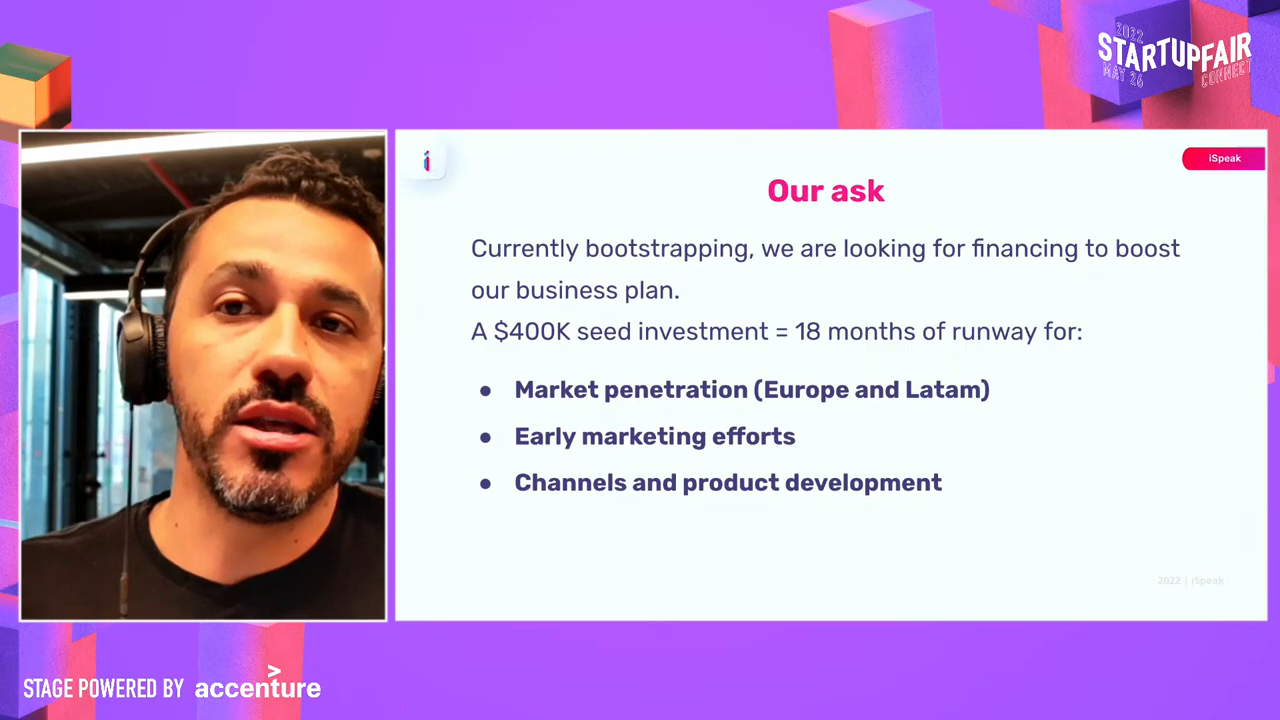 2022
STARTUPFAIR
MAY 26
CONNECT
i
iSpeak
Our ask
Currently bootstrapping, we are looking for financing to boost
our business plan.
A $400K seed investment = 18 months of runway for:
● Market penetration (Europe and Latam)
● Early marketing efforts
● Channels and product development
2022 | iSpeak
STAGE POWERED BY accenture